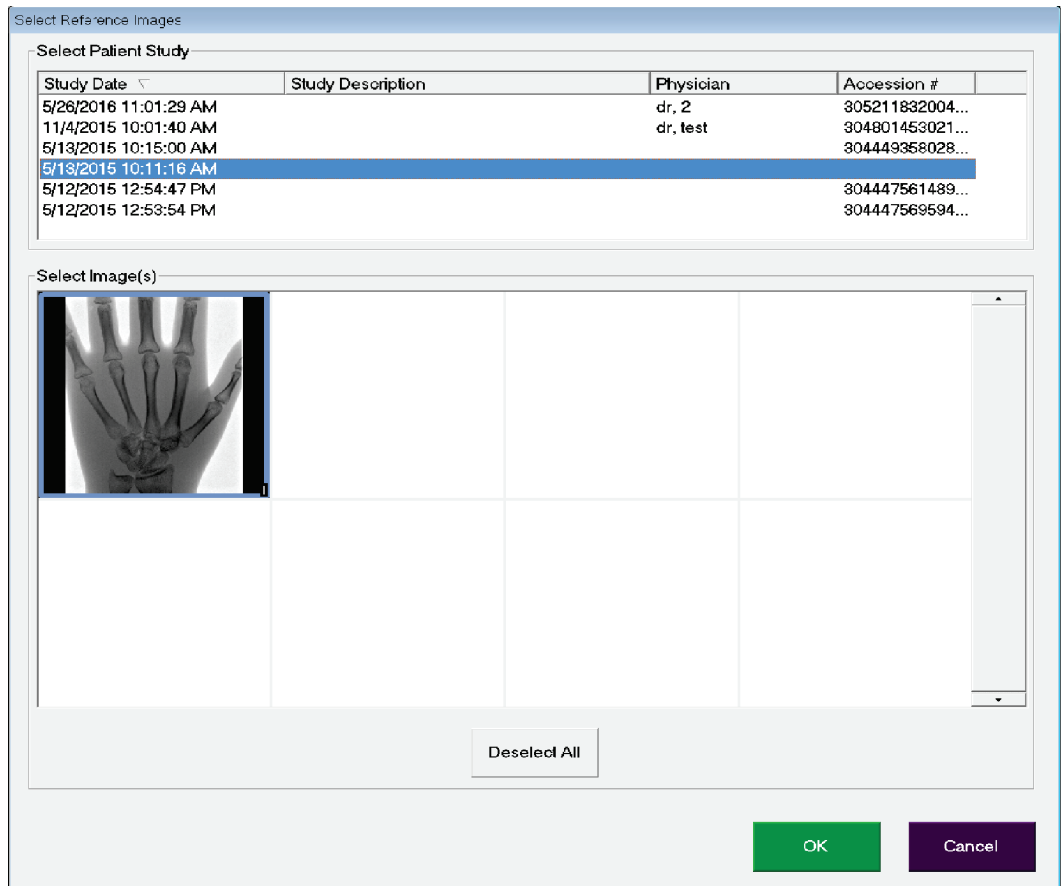 Select Reference Images
Select Patient Study
Study Date Study Description Physician Accession #
5/26/2016 11:01:29 AM dr, 2 305211832004...
11/4/2015 10:01:40 AM dr, test 304801453021...
5/13/2015 10:15:00 AM 304449358028...
5/13/2015 10:11:16 AM
5/12/2015 12:54:47 PM 304447561489...
5/12/2015 12:53:54 PM 304447569594...
Select Image(s)
Deselect All
OK Cancel